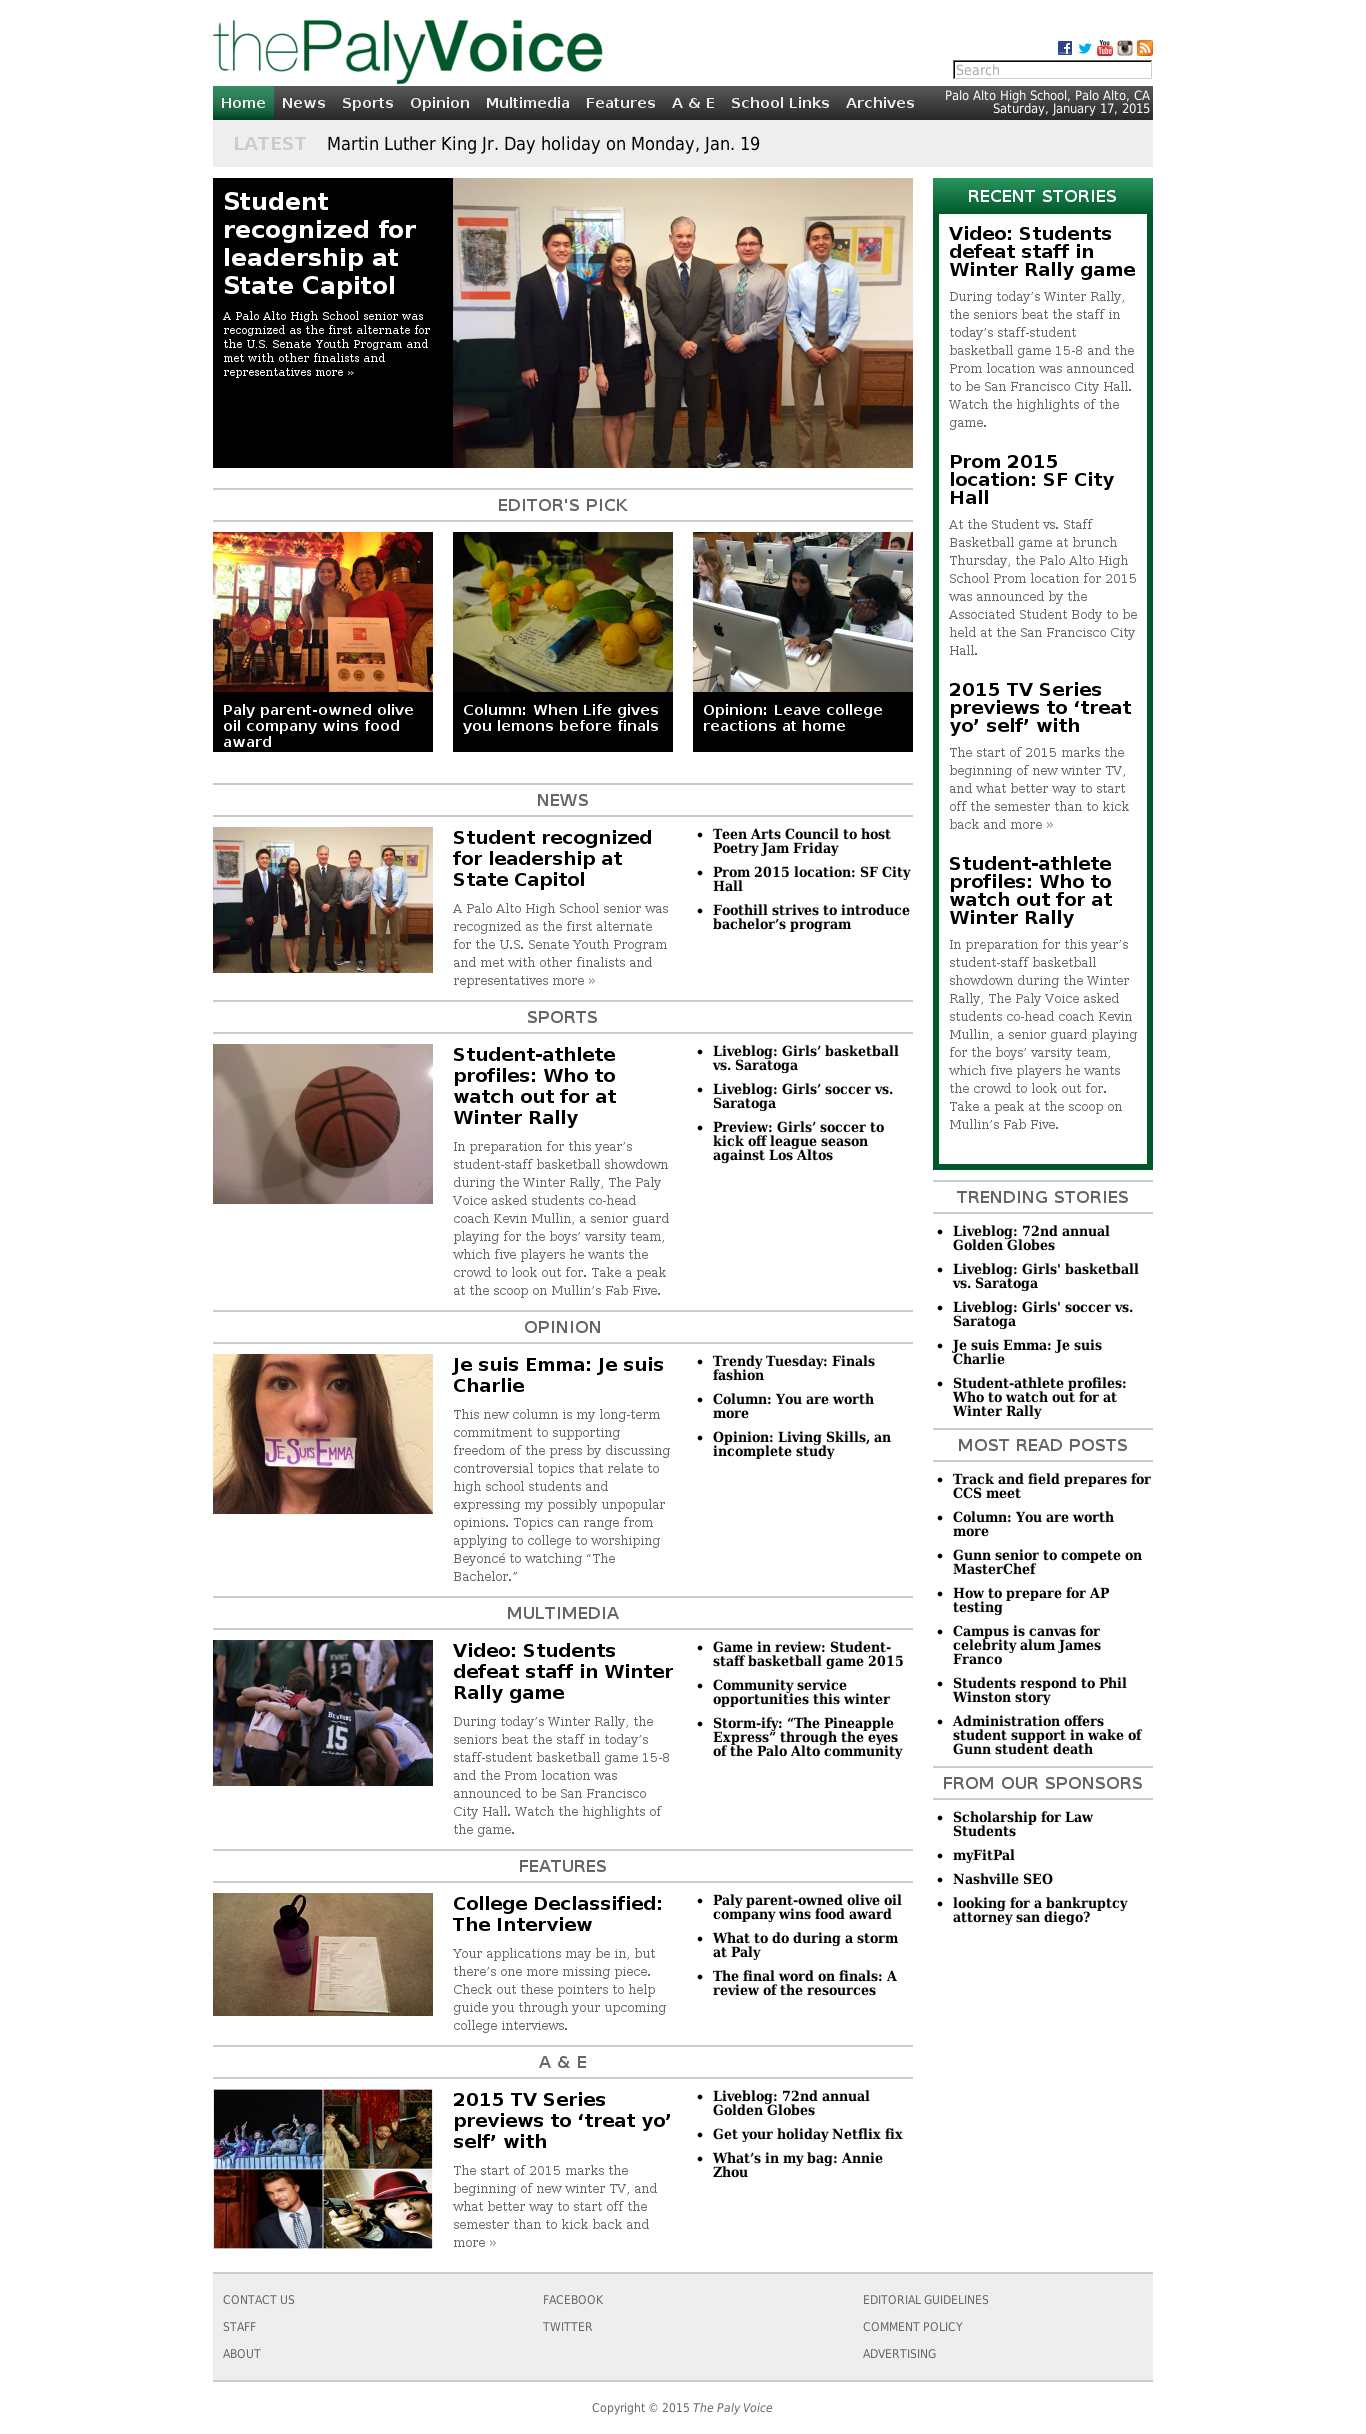 thePalyVoice
Search
Home News Sports Opinion Multimedia Features A & E School Links Archives
Palo Alto High School, Palo Alto, CA
Saturday, January 17, 2015
LATEST Martin Luther King Jr. Day holiday on Monday, Jan. 19
Student
recognized for
leadership at
State Capitol
A Palo Alto High School senior was
recognized as the first alternate for
the U.S. Senate Youth Program and
met with other finalists and
representatives more »
EDITOR'S PICK
Paly parent-owned olive
oil company wins food
award
Column: When Life gives
you lemons before finals
Opinion: Leave college
reactions at home
NEWS
Student recognized
for leadership at
State Capitol
A Palo Alto High School senior was
recognized as the first alternate
for the U.S. Senate Youth Program
and met with other finalists and
representatives more »
Teen Arts Council to host
Poetry Jam Friday
Prom 2015 location: SF City
Hall
Foothill strives to introduce
bachelor’s program
SPORTS
Student-athlete
profiles: Who to
watch out for at
Winter Rally
In preparation for this year’s
student-staff basketball showdown
during the Winter Rally, The Paly
Voice asked students co-head
coach Kevin Mullin, a senior guard
playing for the boys’ varsity team,
which five players he wants the
crowd to look out for. Take a peak
at the scoop on Mullin’s Fab Five.
Liveblog: Girls’ basketball
vs. Saratoga
Liveblog: Girls’ soccer vs.
Saratoga
Preview: Girls’ soccer to
kick off league season
against Los Altos
OPINION
JE SUIS EMMA
Je suis Emma: Je suis
Charlie
This new column is my long-term
commitment to supporting
freedom of the press by discussing
controversial topics that relate to
high school students and
expressing my possibly unpopular
opinions. Topics can range from
applying to college to worshiping
Beyoncé to watching “The
Bachelor.”
Trendy Tuesday: Finals
fashion
Column: You are worth
more
Opinion: Living Skills, an
incomplete study
MULTIMEDIA
15
Video: Students
defeat staff in Winter
Rally game
During today’s Winter Rally, the
seniors beat the staff in today’s
staff-student basketball game 15-8
and the Prom location was
announced to be San Francisco
City Hall. Watch the highlights of
the game.
Game in review: Student-
staff basketball game 2015
Community service
opportunities this winter
Storm-ify: “The Pineapple
Express” through the eyes
of the Palo Alto community
FEATURES
College Declassified:
The Interview
Your applications may be in, but
there’s one more missing piece.
Check out these pointers to help
guide you through your upcoming
college interviews.
Paly parent-owned olive oil
company wins food award
What to do during a storm
at Paly
The final word on finals: A
review of the resources
A & E
2015 TV Series
previews to ‘treat yo’
self’ with
The start of 2015 marks the
beginning of new winter TV, and
what better way to start off the
semester than to kick back and
more »
Liveblog: 72nd annual
Golden Globes
Get your holiday Netflix fix
What’s in my bag: Annie
Zhou
RECENT STORIES
Video: Students
defeat staff in
Winter Rally game
During today’s Winter Rally,
the seniors beat the staff in
today’s staff-student
basketball game 15-8 and the
Prom location was announced
to be San Francisco City Hall.
Watch the highlights of the
game.
Prom 2015
location: SF City
Hall
At the Student vs. Staff
Basketball game at brunch
Thursday, the Palo Alto High
School Prom location for 2015
was announced by the
Associated Student Body to be
held at the San Francisco City
Hall.
2015 TV Series
previews to ‘treat
yo’ self’ with
The start of 2015 marks the
beginning of new winter TV,
and what better way to start
off the semester than to kick
back and more »
Student-athlete
profiles: Who to
watch out for at
Winter Rally
In preparation for this year’s
student-staff basketball
showdown during the Winter
Rally, The Paly Voice asked
students co-head coach Kevin
Mullin, a senior guard playing
for the boys’ varsity team,
which five players he wants
the crowd to look out for.
Take a peak at the scoop on
Mullin’s Fab Five.
TRENDING STORIES
Liveblog: 72nd annual
Golden Globes
Liveblog: Girls' basketball
vs. Saratoga
Liveblog: Girls' soccer vs.
Saratoga
Je suis Emma: Je suis
Charlie
Student-athlete profiles:
Who to watch out for at
Winter Rally
MOST READ POSTS
Track and field prepares for
CCS meet
Column: You are worth
more
Gunn senior to compete on
MasterChef
How to prepare for AP
testing
Campus is canvas for
celebrity alum James
Franco
Students respond to Phil
Winston story
Administration offers
student support in wake of
Gunn student death
FROM OUR SPONSORS
Scholarship for Law
Students
myFitPal
Nashville SEO
looking for a bankruptcy
attorney san diego?
CONTACT US
STAFF
ABOUT
FACEBOOK
TWITTER
EDITORIAL GUIDELINES
COMMENT POLICY
ADVERTISING
Copyright © 2015 The Paly Voice